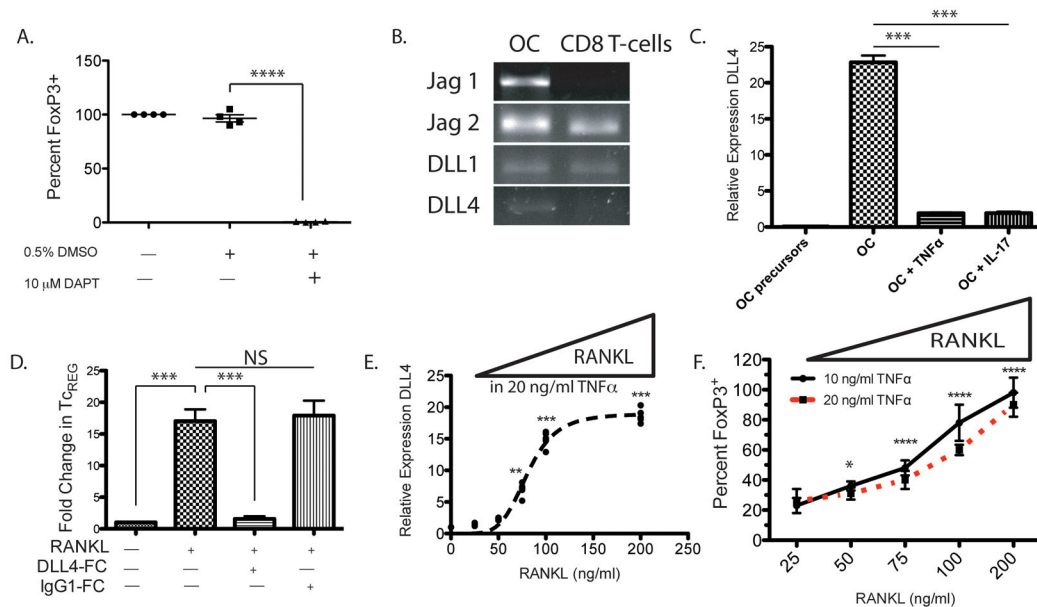 A.
Percent FoxP3+
150
100
50
0
****
0.5% DMSO — + +
10 μM DAPT — — +
B.
OC CD8 T-cells
Jag 1
Jag 2
DLL1
DLL4
C.
Relative Expression DLL4
30
25
20
15
10
5
0
***
***
OC precursors
OC
OC + TNFα
OC + IL-17
D.
Fold Change in TcREG
25
20
15
10
5
0
NS
*** ***
RANKL — + + +
DLL4-FC — — + —
IgG1-FC — — — +
E.
RANKL
in 20 ng/ml TNFα
Relative Expression DLL4
25
20
15
10
5
0
** *** ***
0 50 100 150 200 250
RANKL (ng/ml)
F.
RANKL
Percent FoxP3+
120
100
80
60
40
20
0
10 ng/ml TNFα
20 ng/ml TNFα
* **** **** ****
25 50 75 100 200
RANKL (ng/ml)